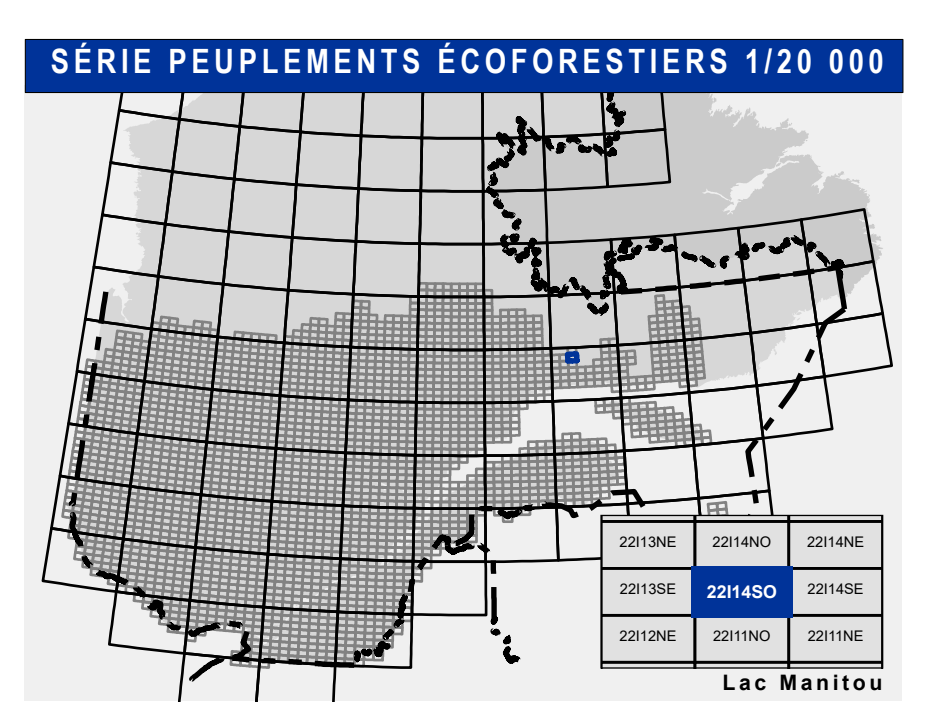 SÉRIE PEUPLEMENTS ÉCOFORESTIERS 1/20 000
22I13NE 22I14NO 22I14NE
22I13SE 22I14SO 22I14SE
22I12NE 22I11NO 22I11NE
Lac Manitou